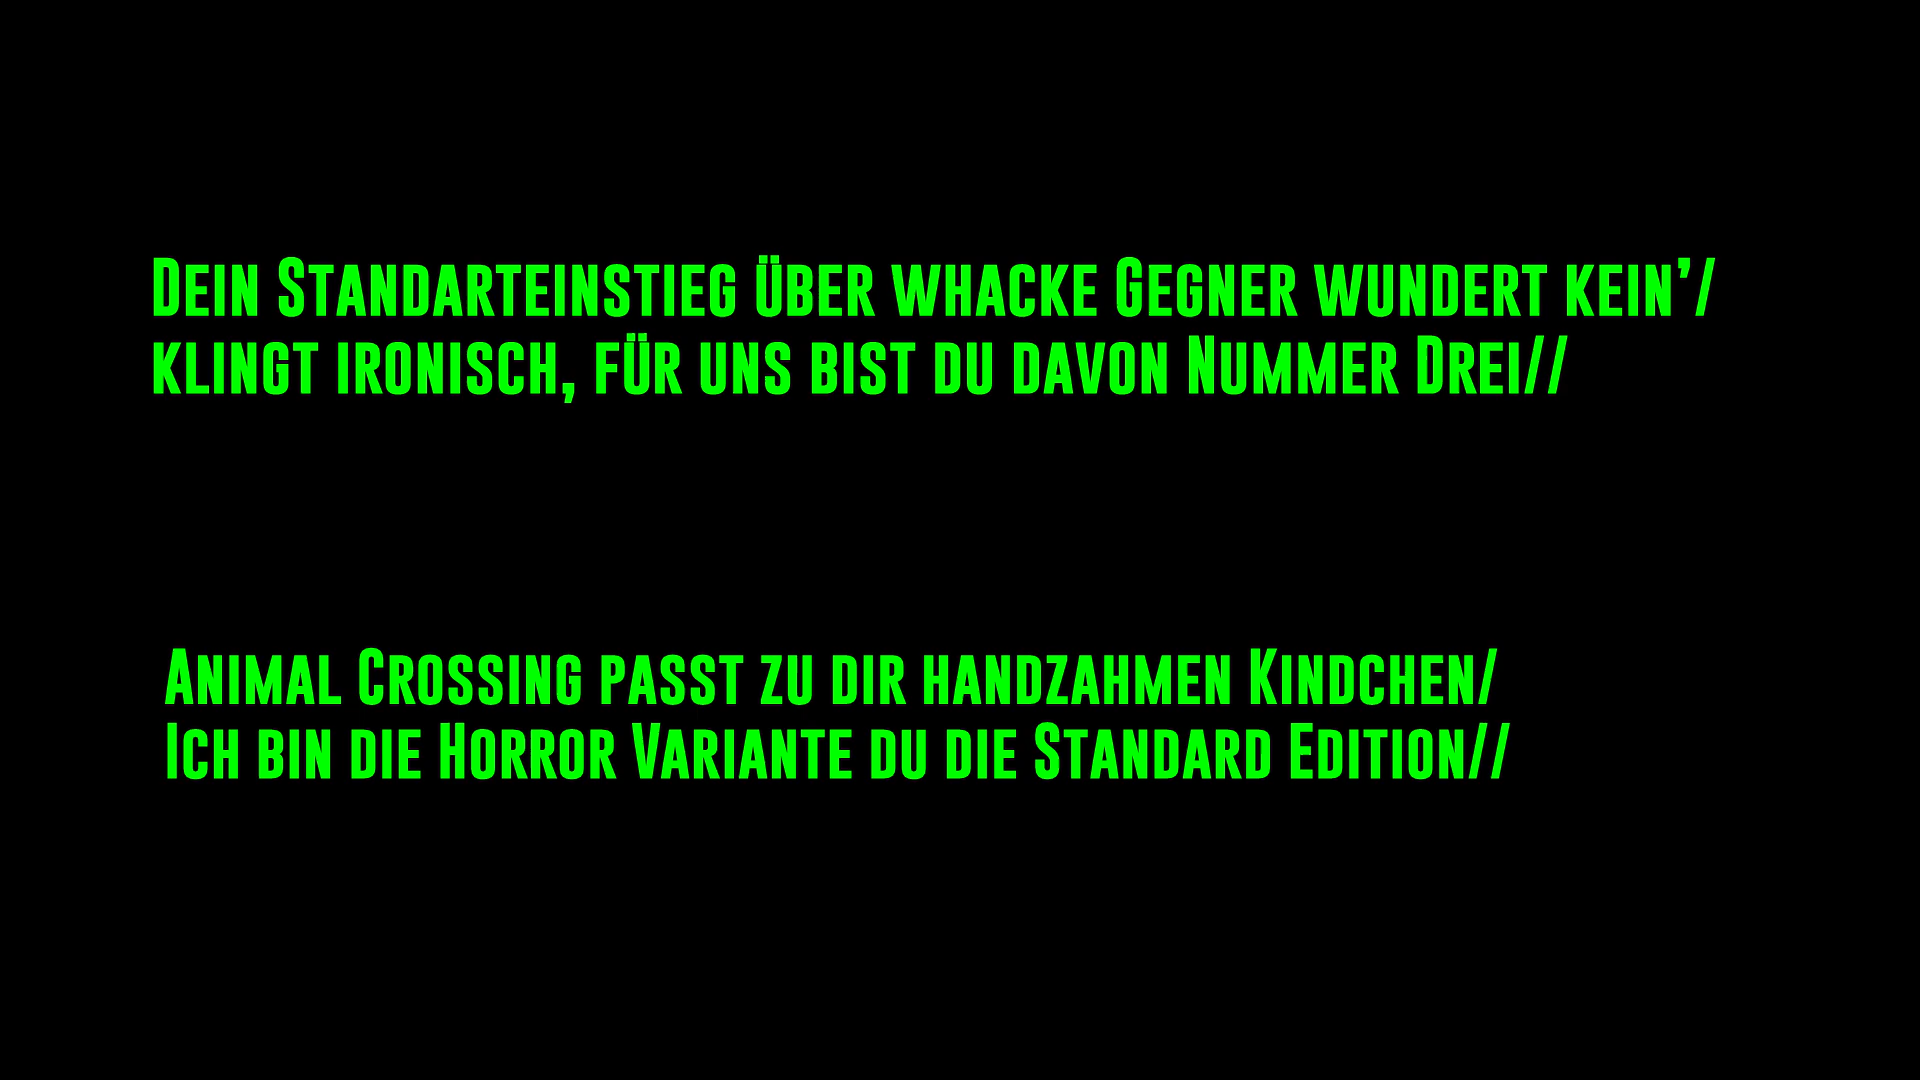 Dein Standarteinstieg über whacke Gegner wundert kein’/
klingt ironisch, für uns bist du davon Nummer Drei//
Animal Crossing passt zu dir handzahmen Kindchen/
Ich bin die Horror Variante du die Standard Edition//